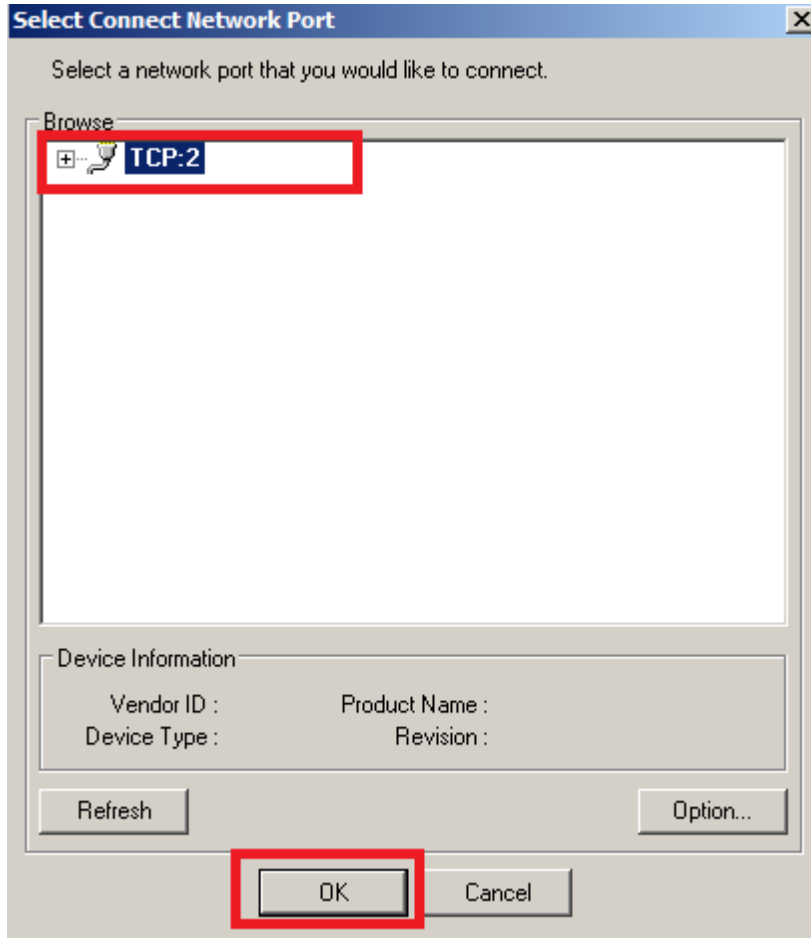 Select Connect Network Port
Select a network port that you would like to connect.
Browse
TCP:2
Device Information
Vendor ID : Product Name :
Device Type : Revision :
Refresh Option...
OK Cancel